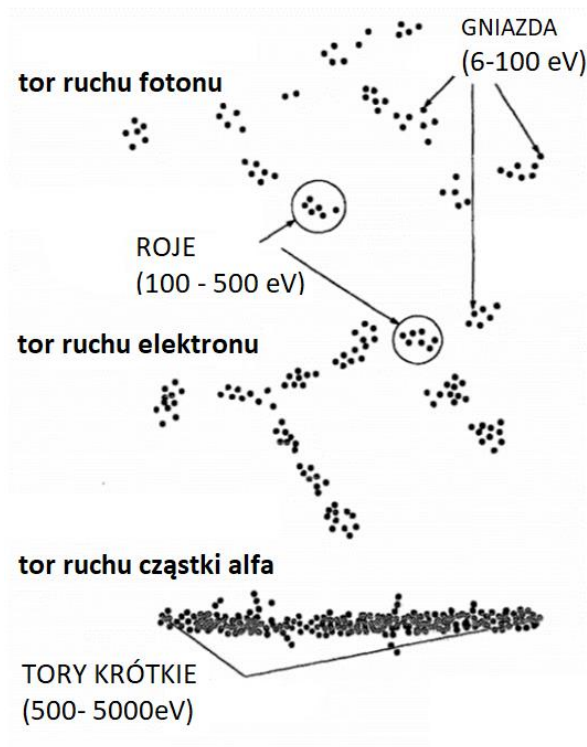 GNIAZDA
(6-100 eV)
tor ruchu fotonu
ROJE
(100 - 500 eV)
tor ruchu elektronu
tor ruchu cząstki alfa
TORY KRÓTKIE
(500- 5000eV)